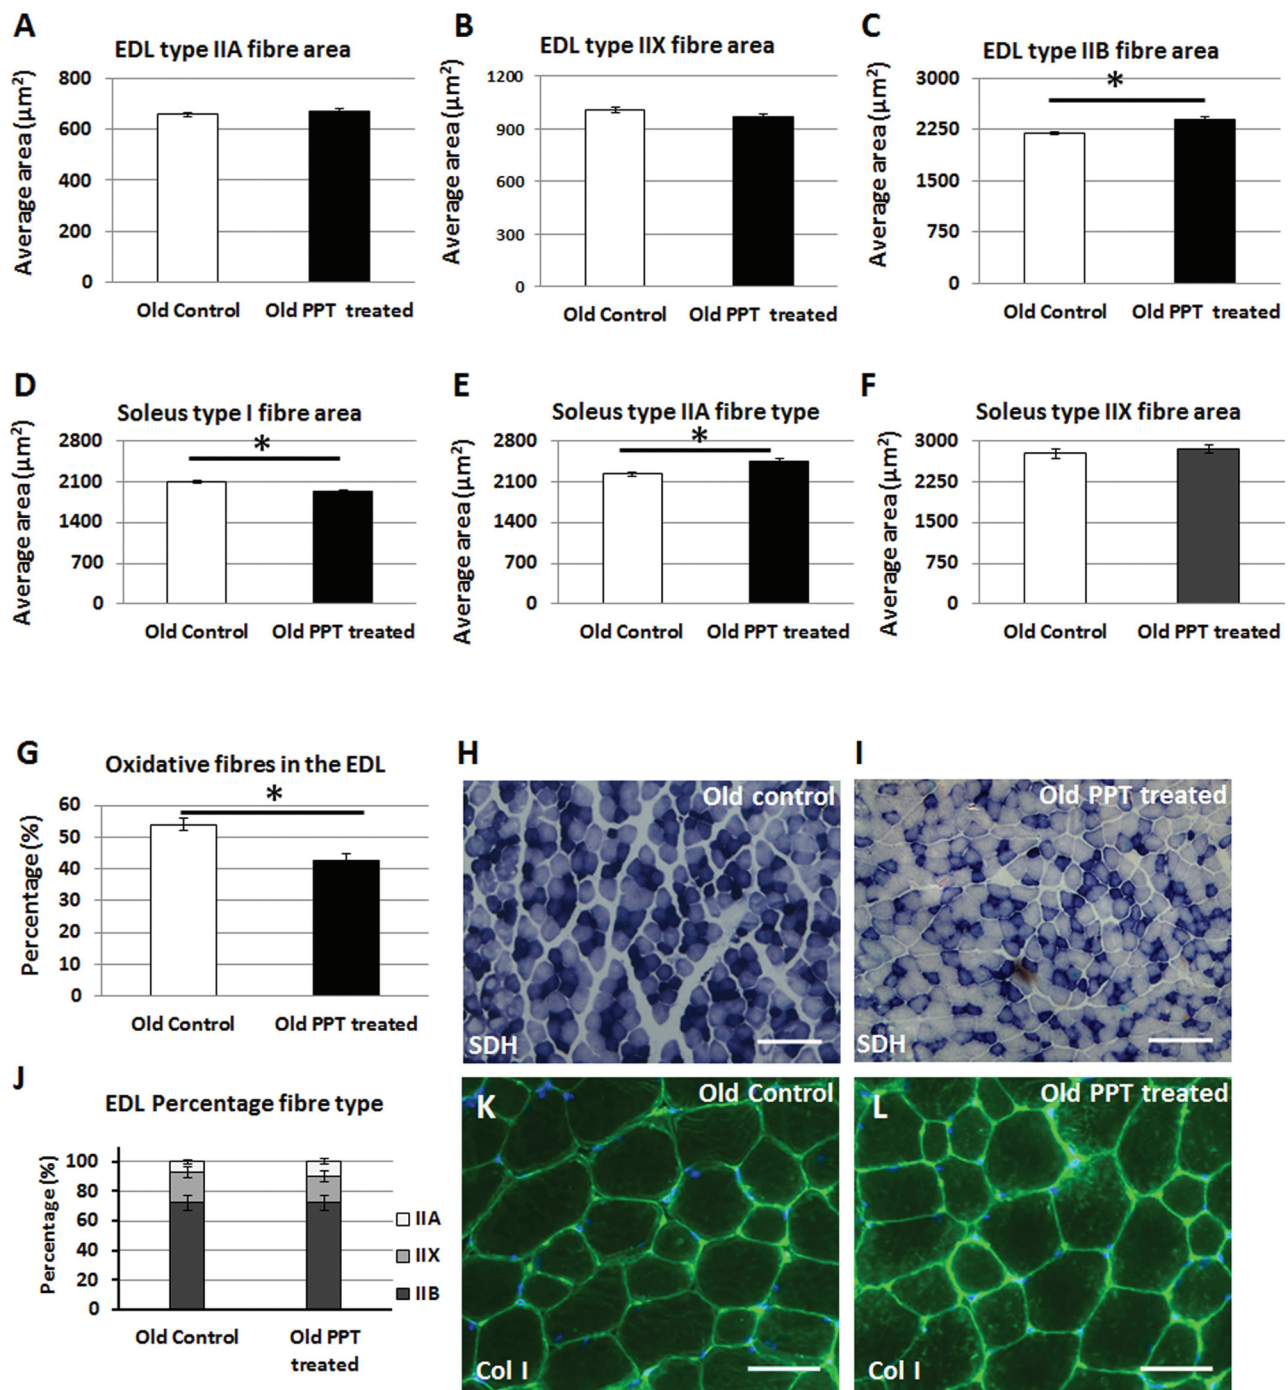 A
EDL type IIA fibre area
Average area (µm²)
800
600
400
200
0
Old Control
Old PPT treated
B
EDL type IIX fibre area
Average area (µm²)
1200
900
600
300
0
Old Control
Old PPT treated
C
EDL type IIB fibre area
Average area (µm²)
3000
2250
1500
750
0
*
Old Control
Old PPT treated
D
Soleus type I fibre area
Average area (µm²)
2800
2100
1400
700
0
*
Old Control
Old PPT treated
E
Soleus type IIA fibre type
Average area (µm²)
2800
2100
1400
700
0
*
Old Control
Old PPT treated
F
Soleus type IIX fibre area
Average area (µm²)
3000
2250
1500
750
0
Old Control
Old PPT treated
G
Oxidative fibres in the EDL
Percentage (%)
60
50
40
30
20
10
0
*
Old Control
Old PPT treated
H
Old control
SDH
I
Old PPT treated
SDH
J
EDL Percentage fibre type
Percentage (%)
100
80
60
40
20
0
IIA
IIX
IIB
Old Control
Old PPT
treated
K
Old Control
Col I
L
Old PPT treated
Col I